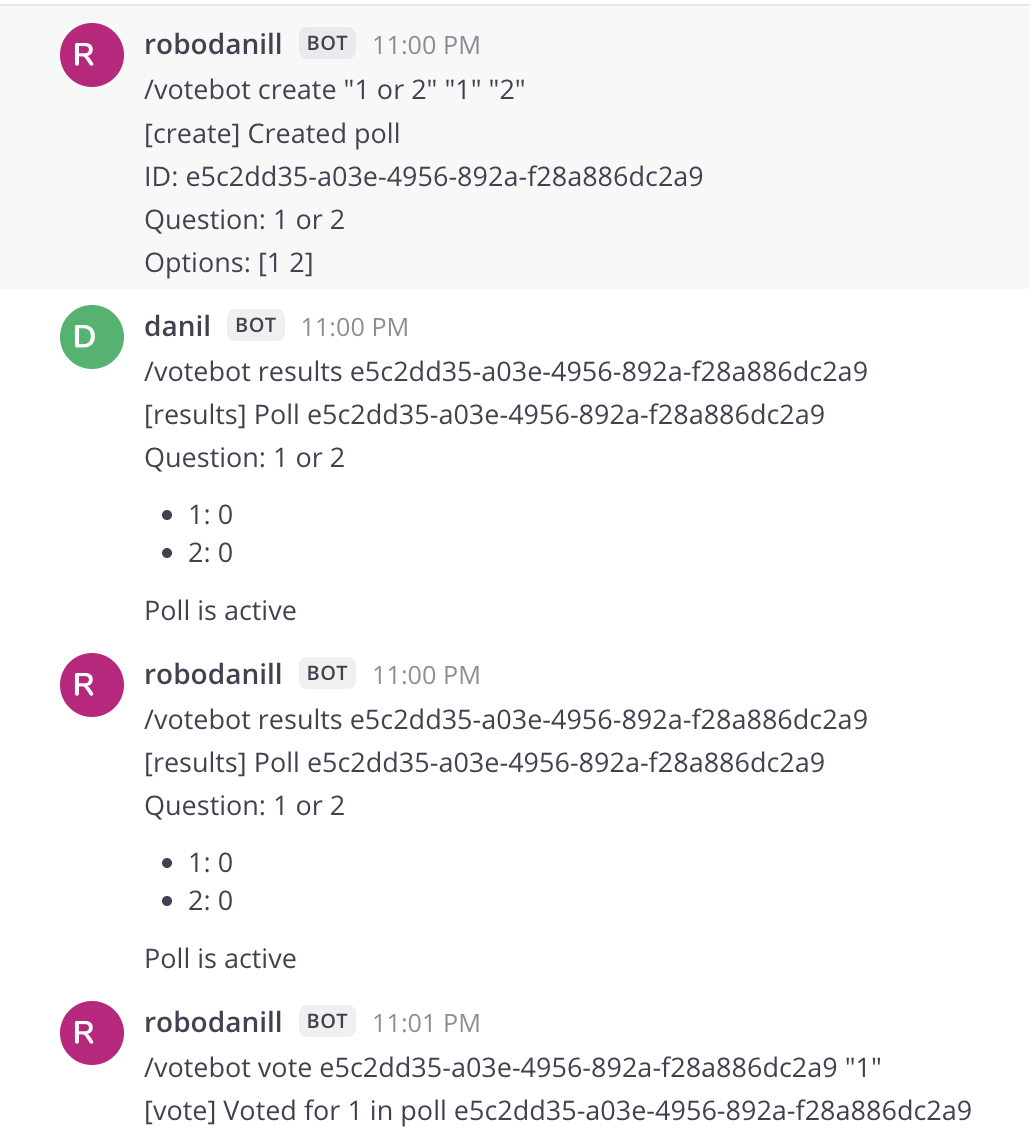 R robodanill BOT 11:00 PM
/votebot create "1 or 2" "1" "2"
[create] Created poll
ID: e5c2dd35-a03e-4956-892a-f28a886dc2a9
Question: 1 or 2
Options: [1 2]
D danil BOT 11:00 PM
/votebot results e5c2dd35-a03e-4956-892a-f28a886dc2a9
[results] Poll e5c2dd35-a03e-4956-892a-f28a886dc2a9
Question: 1 or 2
• 1: 0
• 2: 0
Poll is active
R robodanill BOT 11:00 PM
/votebot results e5c2dd35-a03e-4956-892a-f28a886dc2a9
[results] Poll e5c2dd35-a03e-4956-892a-f28a886dc2a9
Question: 1 or 2
• 1: 0
• 2: 0
Poll is active
R robodanill BOT 11:01 PM
/votebot vote e5c2dd35-a03e-4956-892a-f28a886dc2a9 "1"
[vote] Voted for 1 in poll e5c2dd35-a03e-4956-892a-f28a886dc2a9